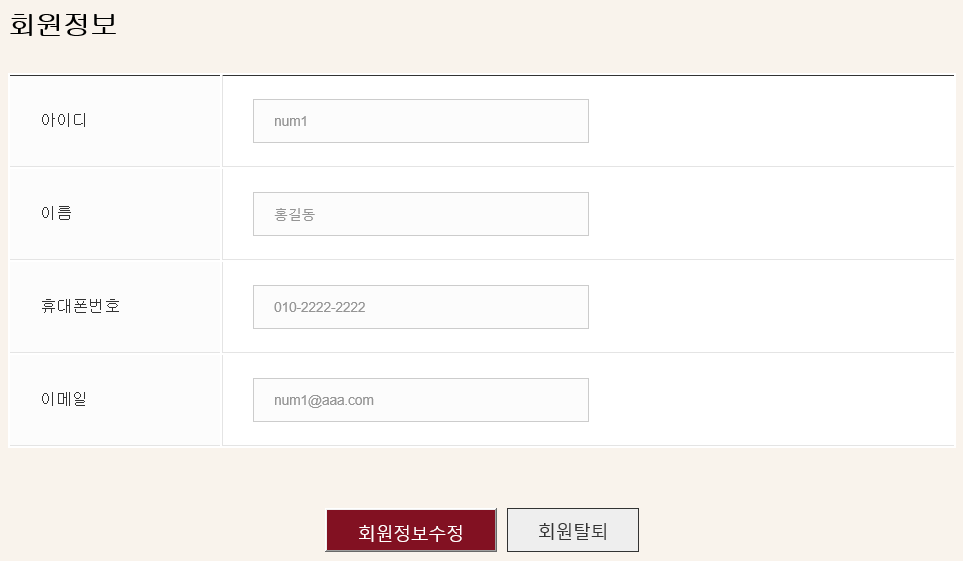 회원정보
아이디 num1
이름 홍길동
휴대폰번호 010-2222-2222
이메일 num1@aaa.com
회원정보수정 회원탈퇴